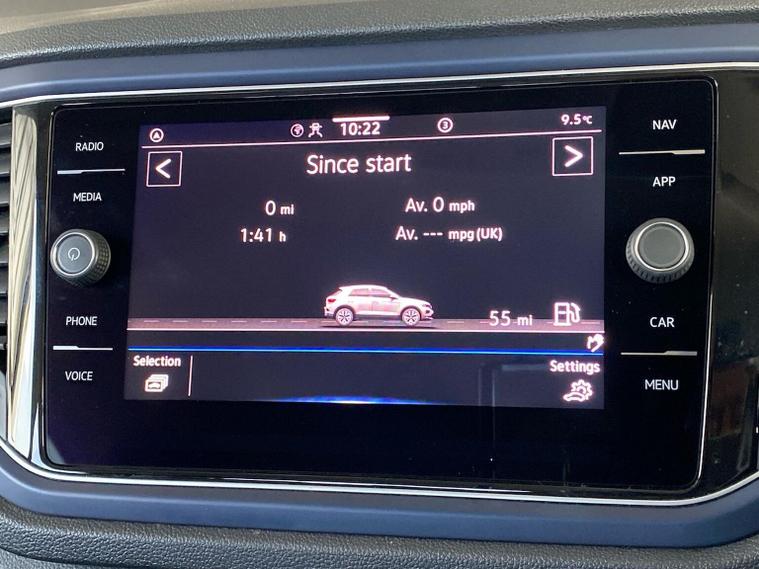 10:22
3
9.5°C
RADIO
MEDIA
PHONE
VOICE
Since start
0 mi
Av. 0 mph
1:41 h
Av. --- mpg (UK)
55 mi
Selection
Settings
NAV
APP
CAR
MENU